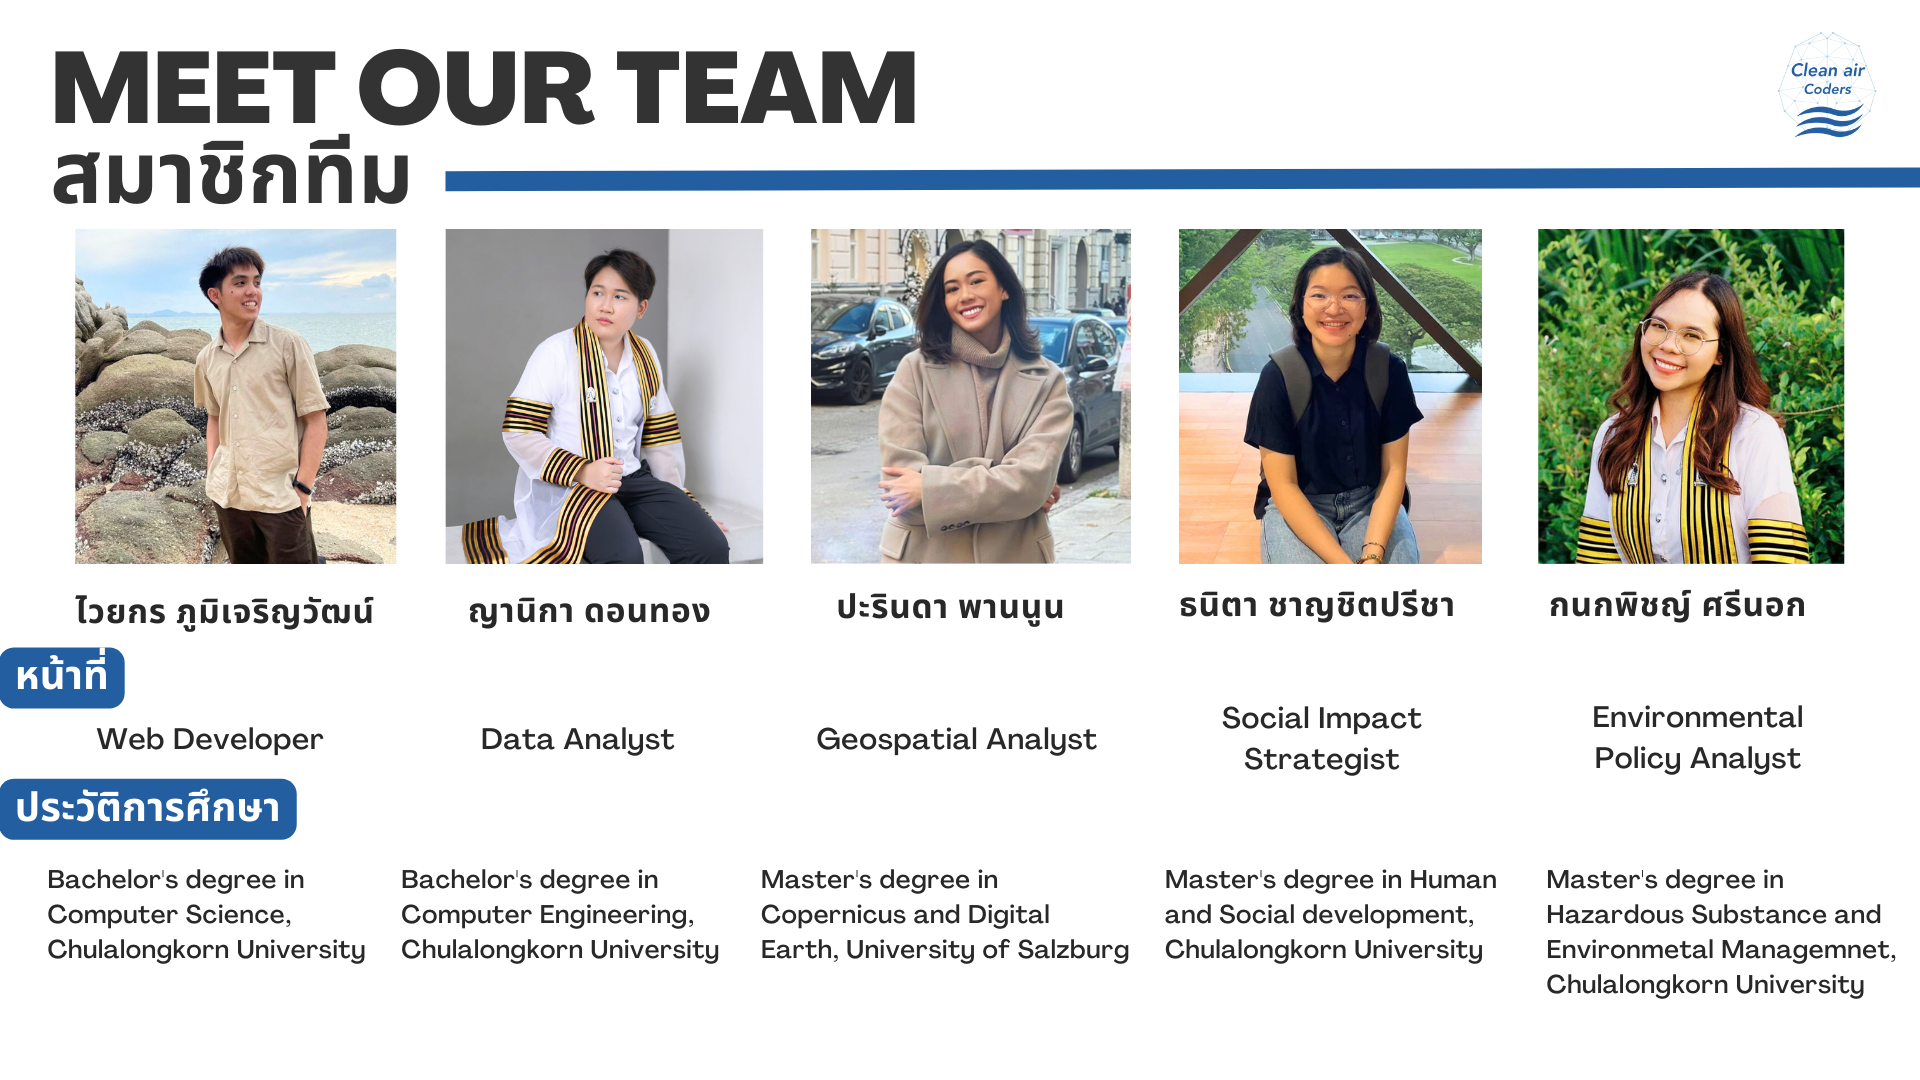 MEET OUR TEAM
สมาชิกทีม
Clean air
Coders
ไวยกร ภูมิเจริญวัฒน์
ญานิกา ดอนทอง
ปะรินดา พานนูน
ธนิตา ชาญชิตปรีชา
กนกพิชญ์ ศรีนอก
หน้าที่
Web Developer
Data Analyst
Geospatial Analyst
Social Impact
Strategist
Environmental
Policy Analyst
ประวัติการศึกษา
Bachelor's degree in
Computer Science,
Chulalongkorn University
Bachelor's degree in
Computer Engineering,
Chulalongkorn University
Master's degree in
Copernicus and Digital
Earth, University of Salzburg
Master's degree in Human
and Social development,
Chulalongkorn University
Master's degree in
Hazardous Substance and
Environmetal Managemnet,
Chulalongkorn University